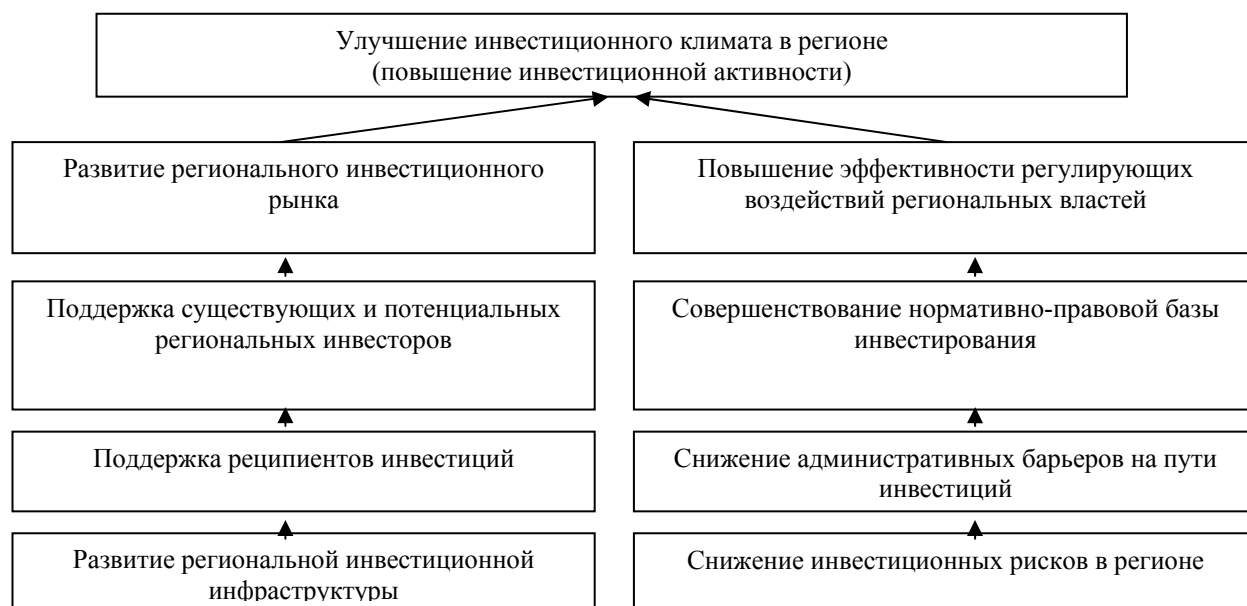 Улучшение инвестиционного климата в регионе
(повышение инвестиционной активности)
Развитие регионального инвестиционного
рынка
Повышение эффективности регулирующих
воздействий региональных властей
Поддержка существующих и потенциальных
региональных инвесторов
Совершенствование нормативно-правовой базы
инвестирования
Поддержка реципиентов инвестиций
Снижение административных барьеров на пути
инвестиций
Развитие региональной инвестиционной
инфраструктуры
Снижение инвестиционных рисков в регионе